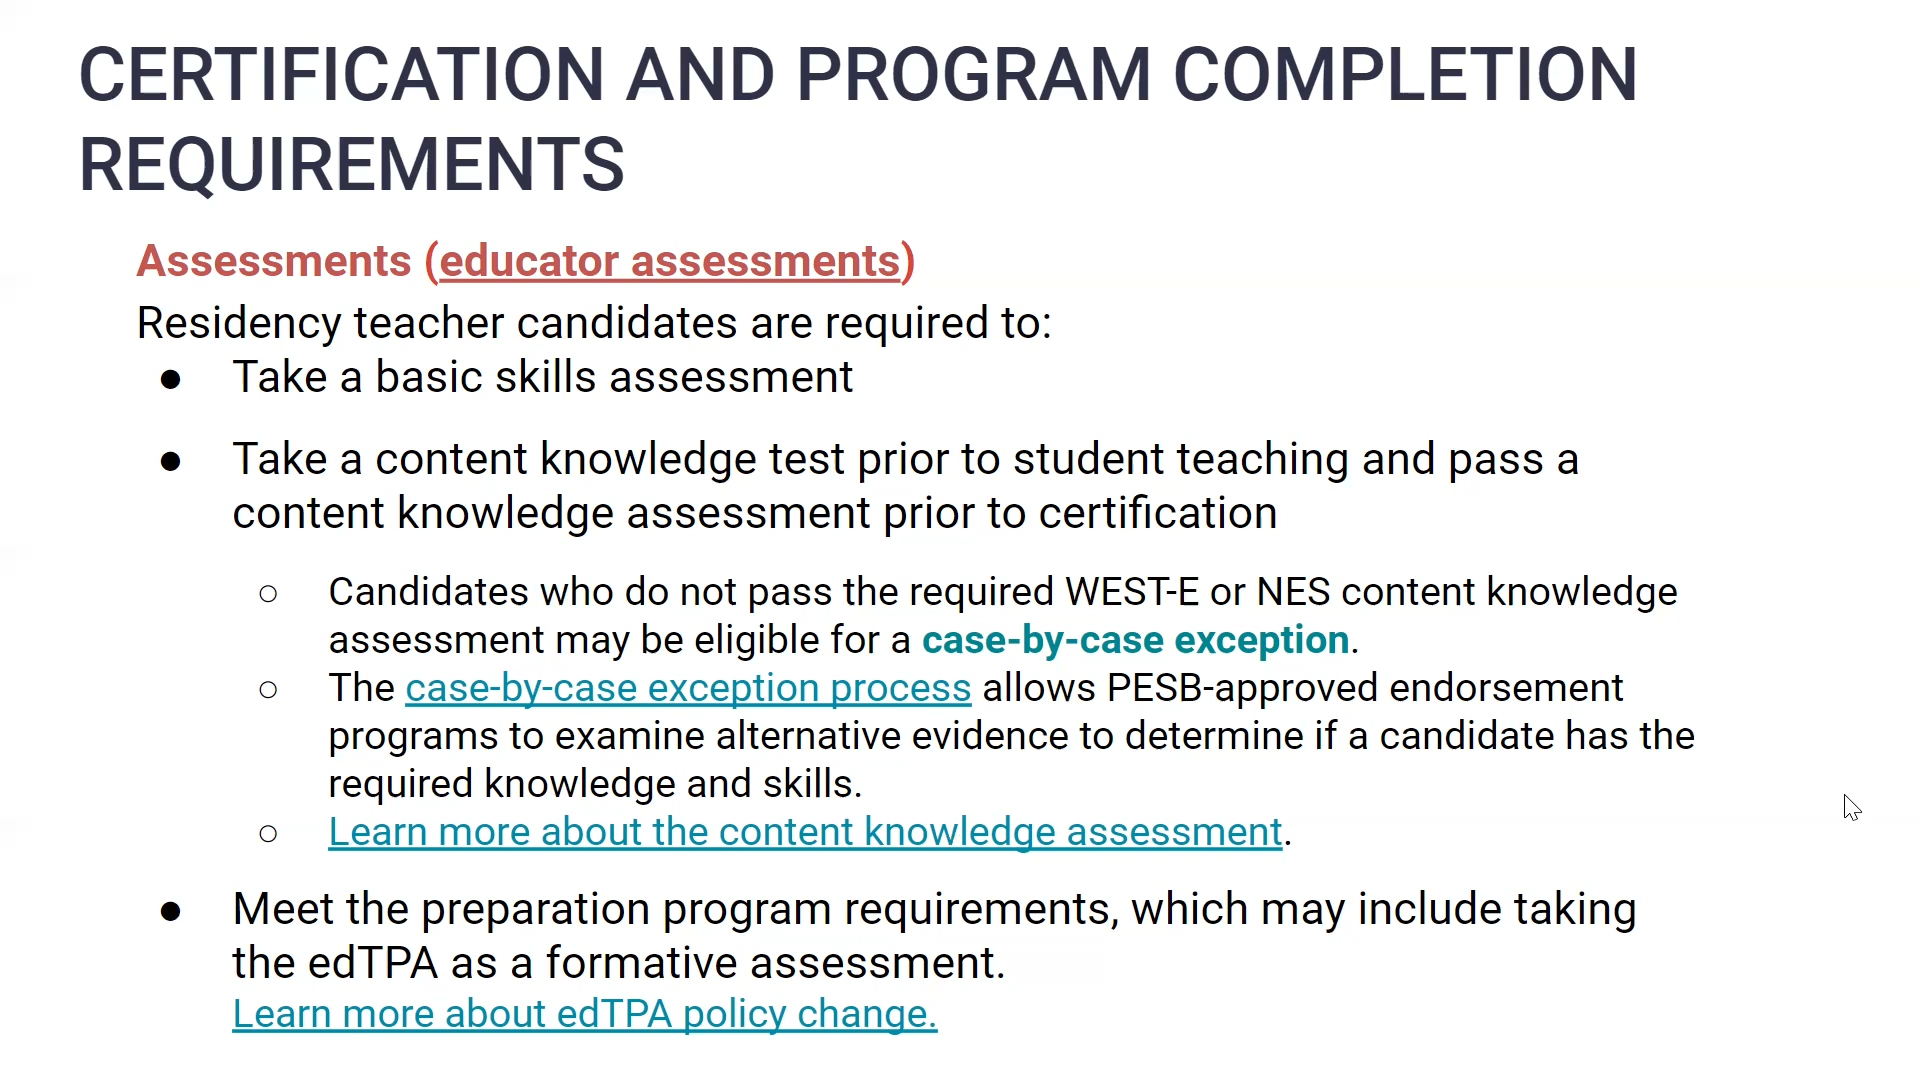 CERTIFICATION AND PROGRAM COMPLETION
REQUIREMENTS
Assessments (educator assessments)
Residency teacher candidates are required to:
● Take a basic skills assessment
● Take a content knowledge test prior to student teaching and pass a
content knowledge assessment prior to certification
○ Candidates who do not pass the required WEST-E or NES content knowledge
assessment may be eligible for a case-by-case exception.
○ The case-by-case exception process allows PESB-approved endorsement
programs to examine alternative evidence to determine if a candidate has the
required knowledge and skills.
○ Learn more about the content knowledge assessment.
● Meet the preparation program requirements, which may include taking
the edTPA as a formative assessment.
Learn more about edTPA policy change.